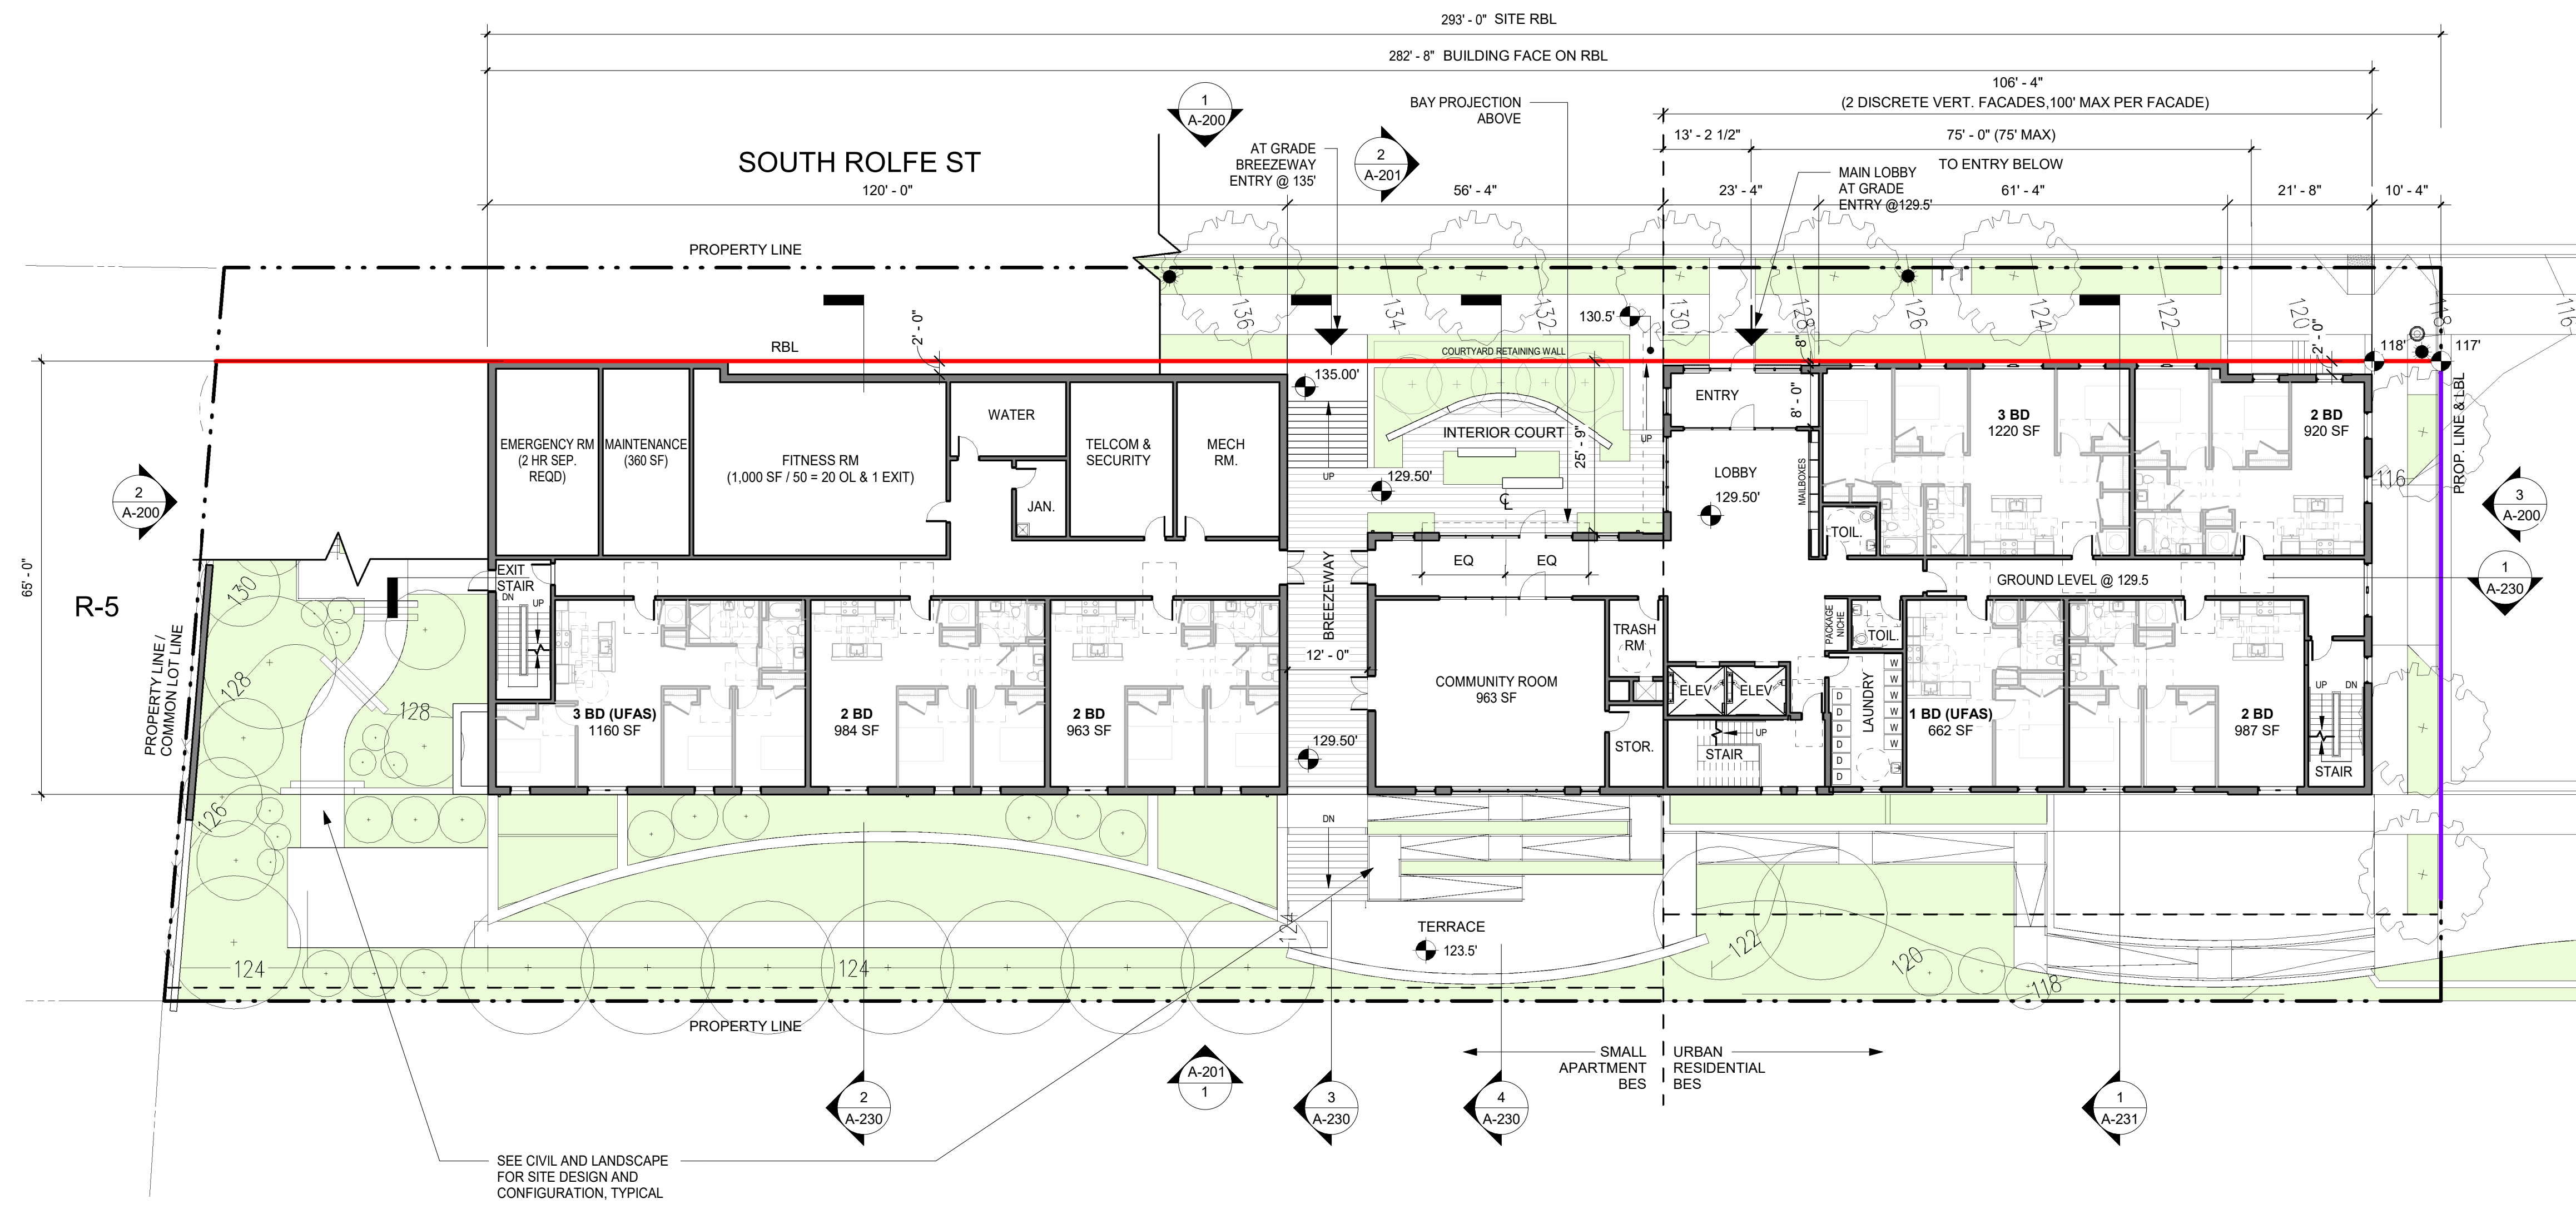 293' - 0" SITE RBL
282' - 8" BUILDING FACE ON RBL
106' - 4"
(2 DISCRETE VERT. FACADES,100' MAX PER FACADE)
1
A-200
BAY PROJECTION
ABOVE
13' - 2 1/2"
75' - 0" (75' MAX)
TO ENTRY BELOW
SOUTH ROLFE ST
AT GRADE
BREEZEWAY
ENTRY @ 135'
2
A-201
MAIN LOBBY
AT GRADE
ENTRY @129.5'
120' - 0"
56' - 4"
23' - 4"
61' - 4"
21' - 8"
10' - 4"
PROPERTY LINE
136
134
132
130
128
126
124
122
120
118
116
130.5'
2' - 0"
8"
2' - 0"
RBL
COURTYARD RETAINING WALL
118'
117'
135.00'
WATER
ENTRY
8' - 0"
EMERGENCY RM
(2 HR SEP.
REQD)
MAINTENANCE
(360 SF)
FITNESS RM
(1,000 SF / 50 = 20 OL & 1 EXIT)
TELCOM &
SECURITY
MECH
RM.
JAN.
UP
INTERIOR COURT
25' - 9"
UP
129.50'
CL
LOBBY
129.50'
MAILBOXES
TOIL.
3 BD
1220 SF
2 BD
920 SF
PROP. LINE & LBL
116
2
A-200
3
A-200
65' - 0"
R-5
EXIT
STAIR
DN
UP
BREEZEWAY
EQ
EQ
GROUND LEVEL @ 129.5
1
A-230
130
128
128
126
PROPERTY LINE /
COMMON LOT LINE
3 BD (UFAS)
1160 SF
2 BD
984 SF
2 BD
963 SF
12' - 0"
129.50'
COMMUNITY ROOM
963 SF
TRASH
RM
STOR.
ELEV
ELEV
UP
STAIR
PACKAGE
NICHE
TOIL.
LAUNDRY
W
W
W
W
W
W
D
D
D
D
D
D
1 BD (UFAS)
662 SF
2 BD
987 SF
UP
DN
STAIR
DN
124
124
124
TERRACE
123.5'
122
120
118
PROPERTY LINE
SMALL
APARTMENT
BES
URBAN
RESIDENTIAL
BES
2
A-230
A-201
1
3
A-230
4
A-230
1
A-231
SEE CIVIL AND LANDSCAPE
FOR SITE DESIGN AND
CONFIGURATION, TYPICAL